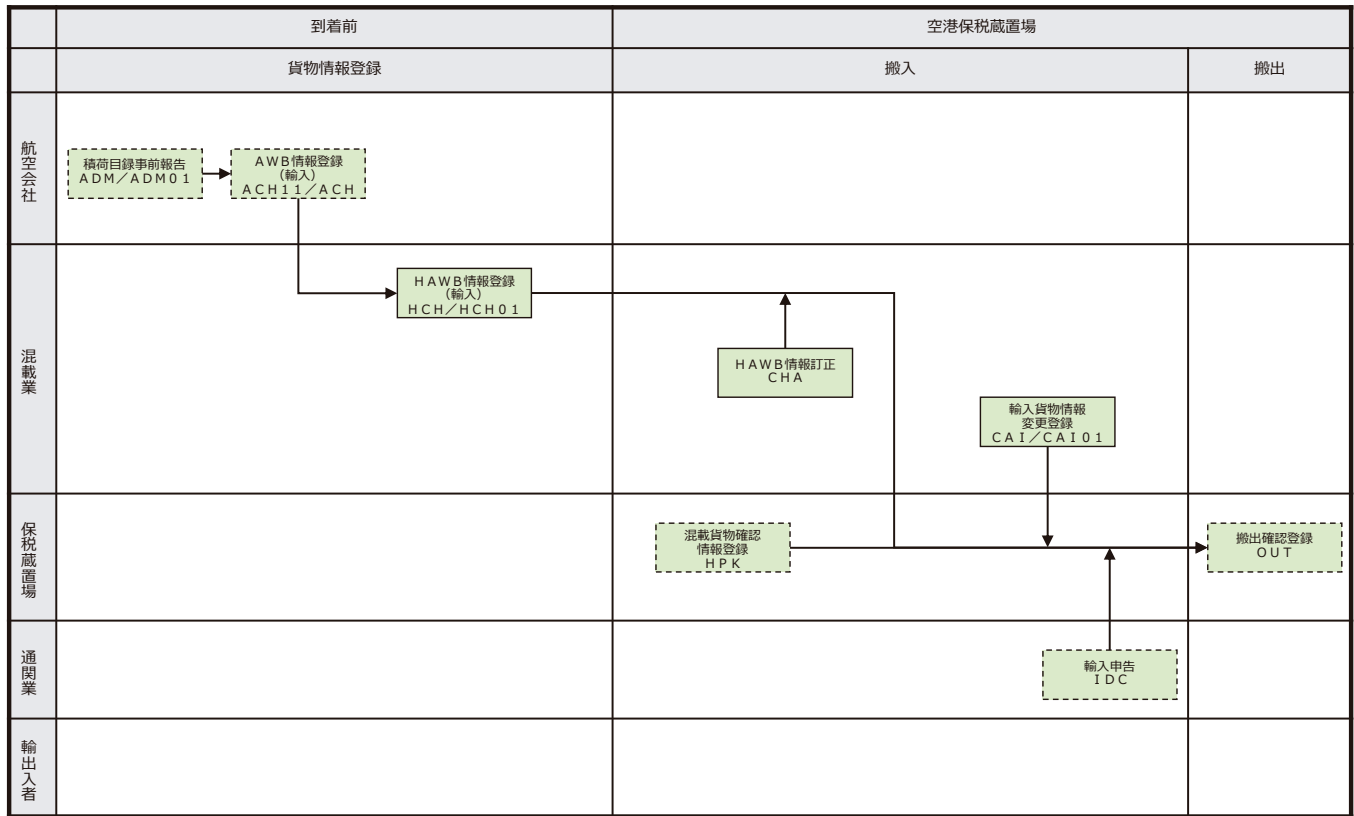 到着前
空港保税蔵置場
貨物情報登録
搬入
搬出
航空会社
積荷目録事前報告
ADM/ADM01
AWB情報登録
(輸入)
ACH11/ACH
混載業
HAWB情報登録
(輸入)
HCH/HCH01
HAWB情報訂正
CHA
輸入貨物情報
変更登録
CAI/CAI01
保税蔵置場
混載貨物確認
情報登録
HPK
搬出確認登録
OUT
通関業
輸入申告
IDC
輸出入者